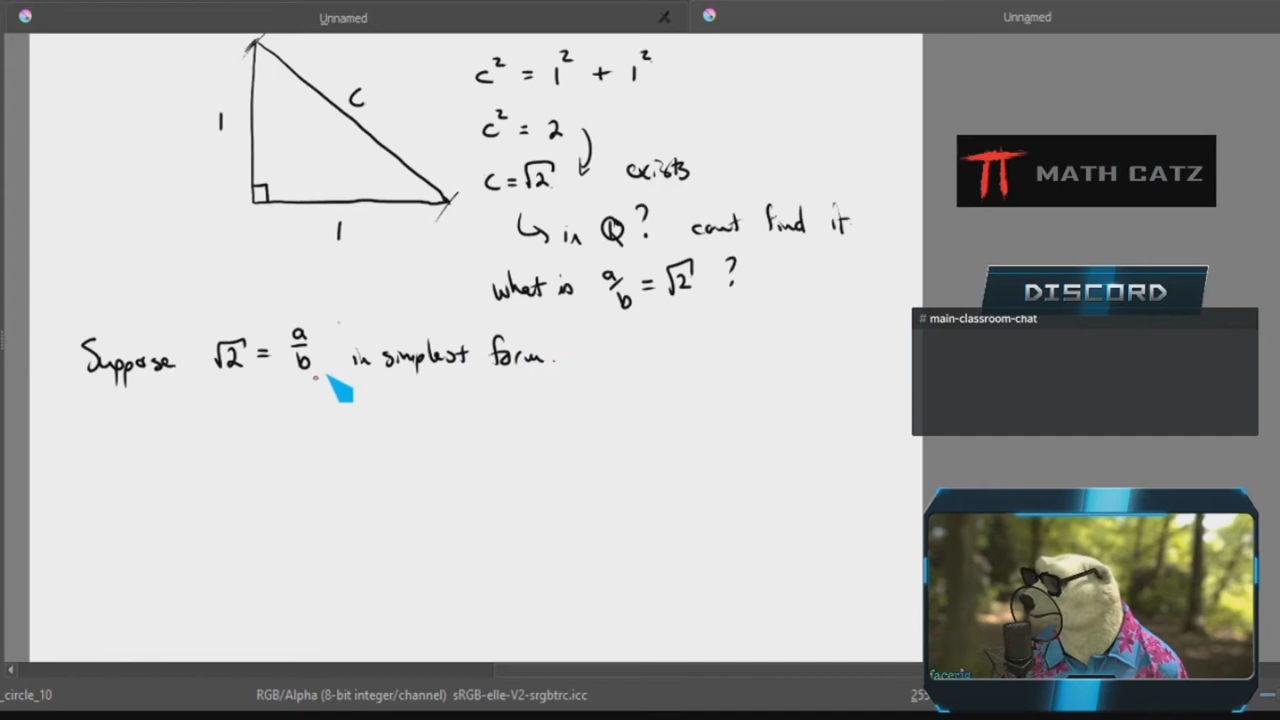 Unnamed
Unnamed
c² = 1² + 1²
c
1
c² = 2
c = √2 exists
↳ in Q? can't find it
1
what is a/b = √2 ?
Suppose √2 = a/b in simplest form.
MATH CATZ
DISCORD
# main-classroom-chat
facerig
_circle_10
RGB/Alpha (8-bit integer/channel) sRGB-elle-V2-srgbtrc.icc